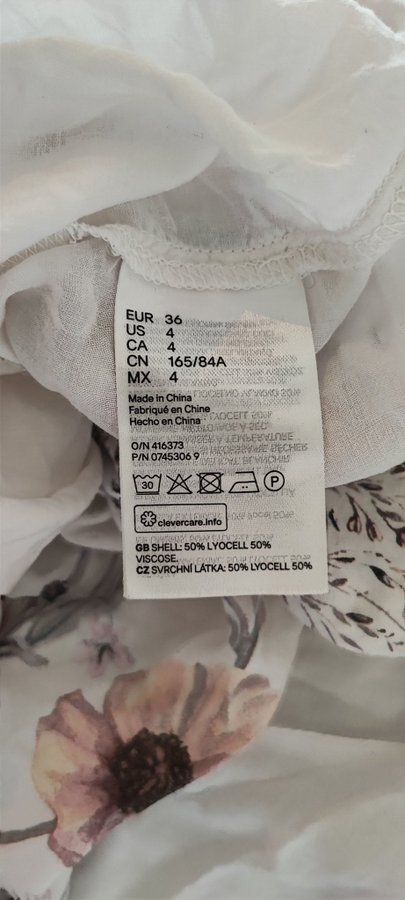 EUR 36
US 4
CA 4
CN 165/84A
MX 4
Made in China
Fabriqué en Chine
Hecho en China
O/N 416373
P/N 0745306 9
30 P
clevercare.info
GB SHELL: 50% LYOCELL 50%
VISCOSE.
CZ SVRCHNÍ LÁTKA: 50% LYOCELL 50%